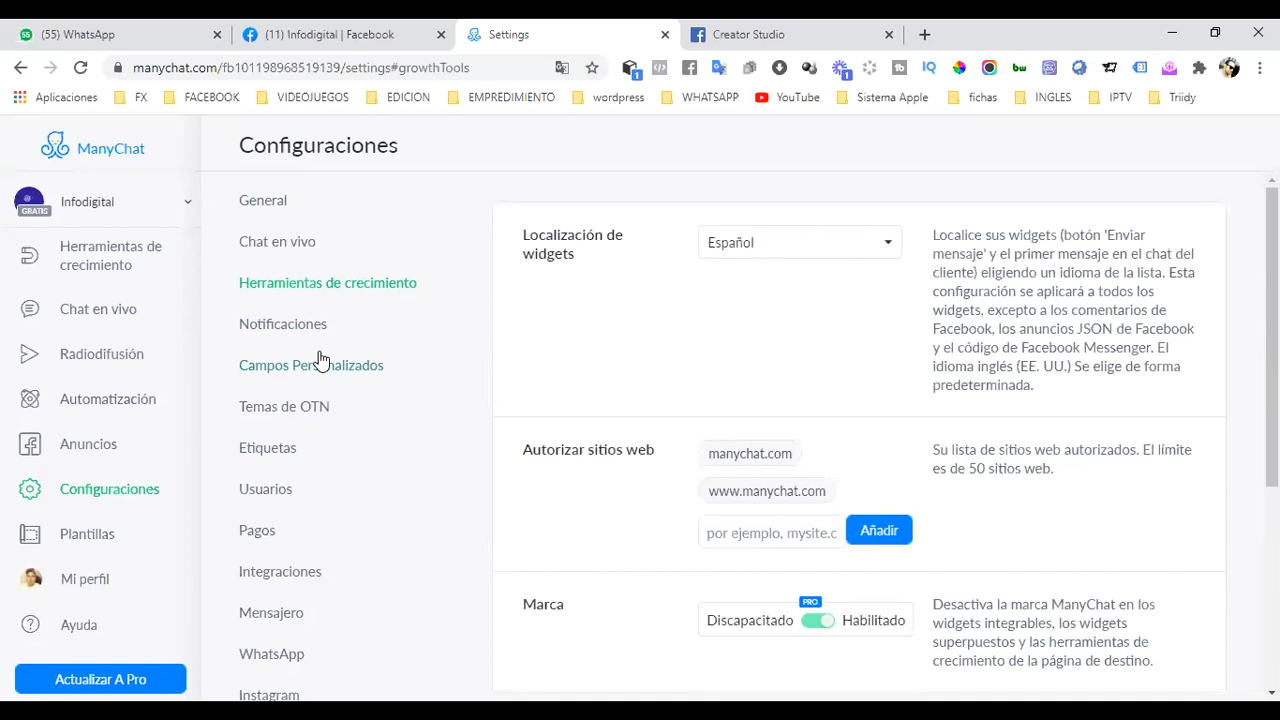 (55) WhatsApp
(11) Infodigital | Facebook
Settings
Creator Studio
manychat.com/fb101198968519139/settings#growthTools
Aplicaciones
FX
FACEBOOK
VIDEOJUEGOS
EDICION
EMPREDIMIENTO
wordpress
WHATSAPP
YouTube
Sistema Apple
fichas
INGLES
IPTV
Triidy
ManyChat
Infodigital
GRATIS
Herramientas de
crecimiento
Chat en vivo
Radiodifusión
Automatización
Anuncios
Configuraciones
Plantillas
Mi perfil
Ayuda
Actualizar A Pro
Configuraciones
General
Chat en vivo
Herramientas de crecimiento
Notificaciones
Campos Personalizados
Temas de OTN
Etiquetas
Usuarios
Pagos
Integraciones
Mensajero
WhatsApp
Instagram
Localización de
widgets
Español
Localice sus widgets (botón 'Enviar
mensaje' y el primer mensaje en el chat del
cliente) eligiendo un idioma de la lista. Esta
configuración se aplicará a todos los
widgets, excepto a los comentarios de
Facebook, los anuncios JSON de Facebook
y el código de Facebook Messenger. El
idioma inglés (EE. UU.) Se elige de forma
predeterminada.
Autorizar sitios web
manychat.com
www.manychat.com
por ejemplo, mysite.c
Añadir
Su lista de sitios web autorizados. El límite
es de 50 sitios web.
Marca
PRO
Discapacitado
Habilitado
Desactiva la marca ManyChat en los
widgets integrables, los widgets
superpuestos y las herramientas de
crecimiento de la página de destino.